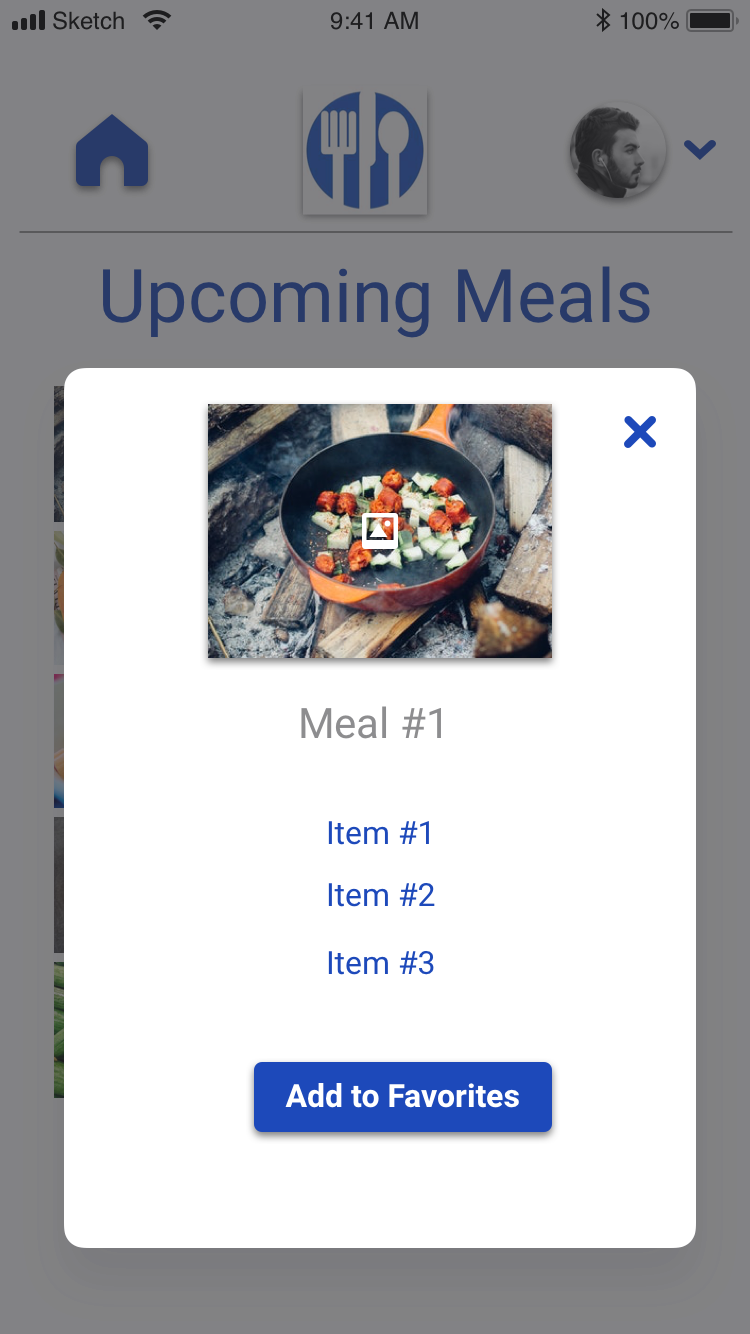 Sketch 9:41 AM 100%
Upcoming Meals
Meal #1
Item #1
Item #2
Item #3
Add to Favorites